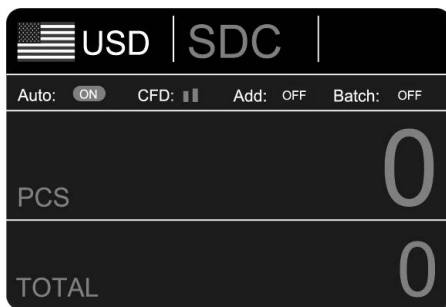 USD SDC
Auto: ON CFD: Add: OFF Batch: OFF
0
PCS
0
TOTAL